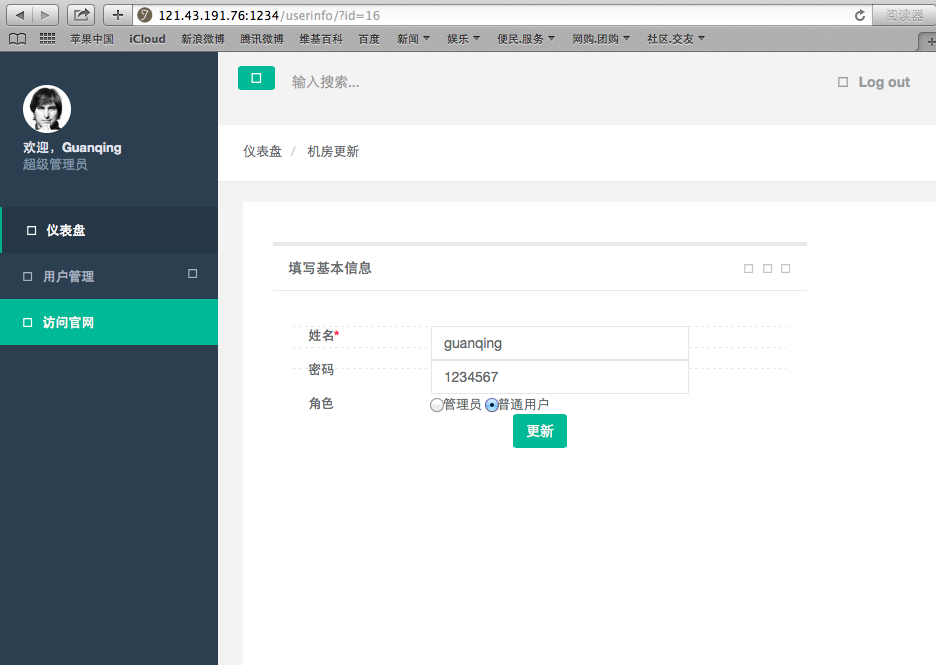 121.43.191.76:1234/userinfo/?id=16
阅读器
苹果中国 iCloud 新浪微博 腾讯微博 维基百科 百度 新闻 娱乐 便民.服务 网购.团购 社区.交友
输入搜索...
Log out
欢迎，Guanqing
超级管理员
仪表盘 / 机房更新
仪表盘
用户管理
访问官网
填写基本信息
姓名* guanqing
密码 1234567
角色 管理员 普通用户
更新